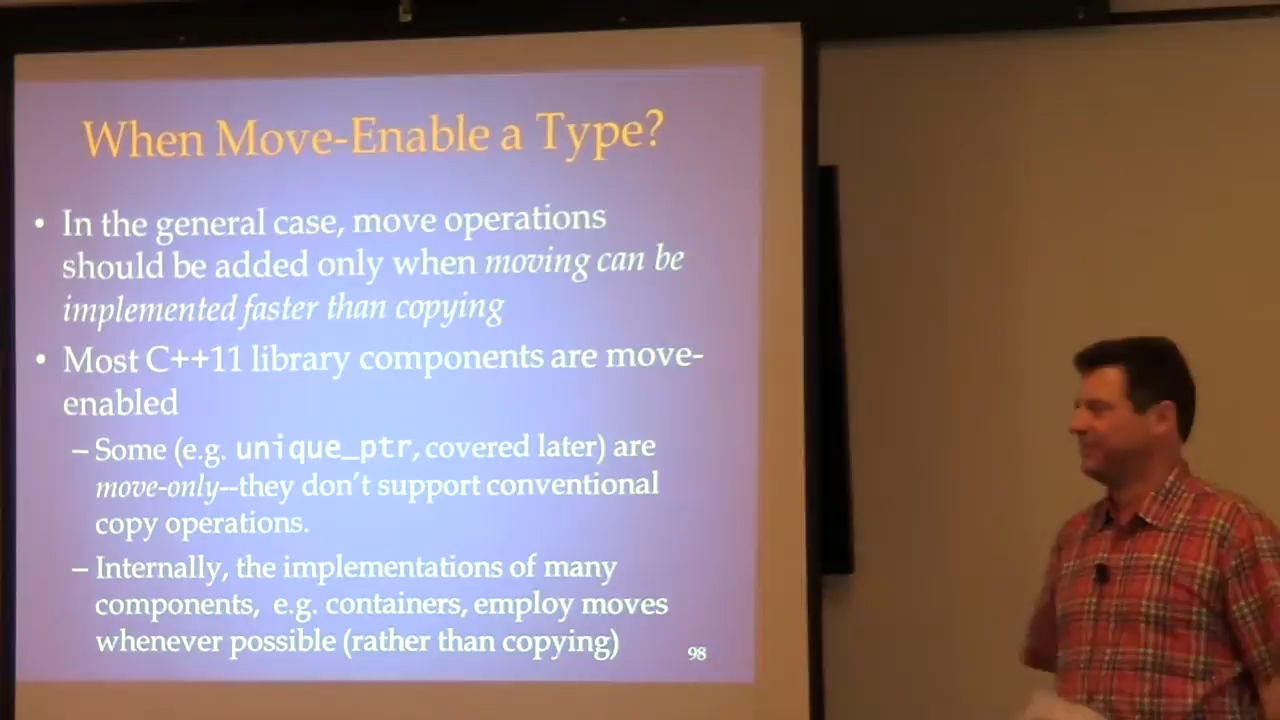 When Move-Enable a Type?
• In the general case, move operations
should be added only when moving can be
implemented faster than copying
• Most C++11 library components are move-
enabled
– Some (e.g. unique_ptr, covered later) are
move-only--they don't support conventional
copy operations.
– Internally, the implementations of many
components, e.g. containers, employ moves
whenever possible (rather than copying)
98